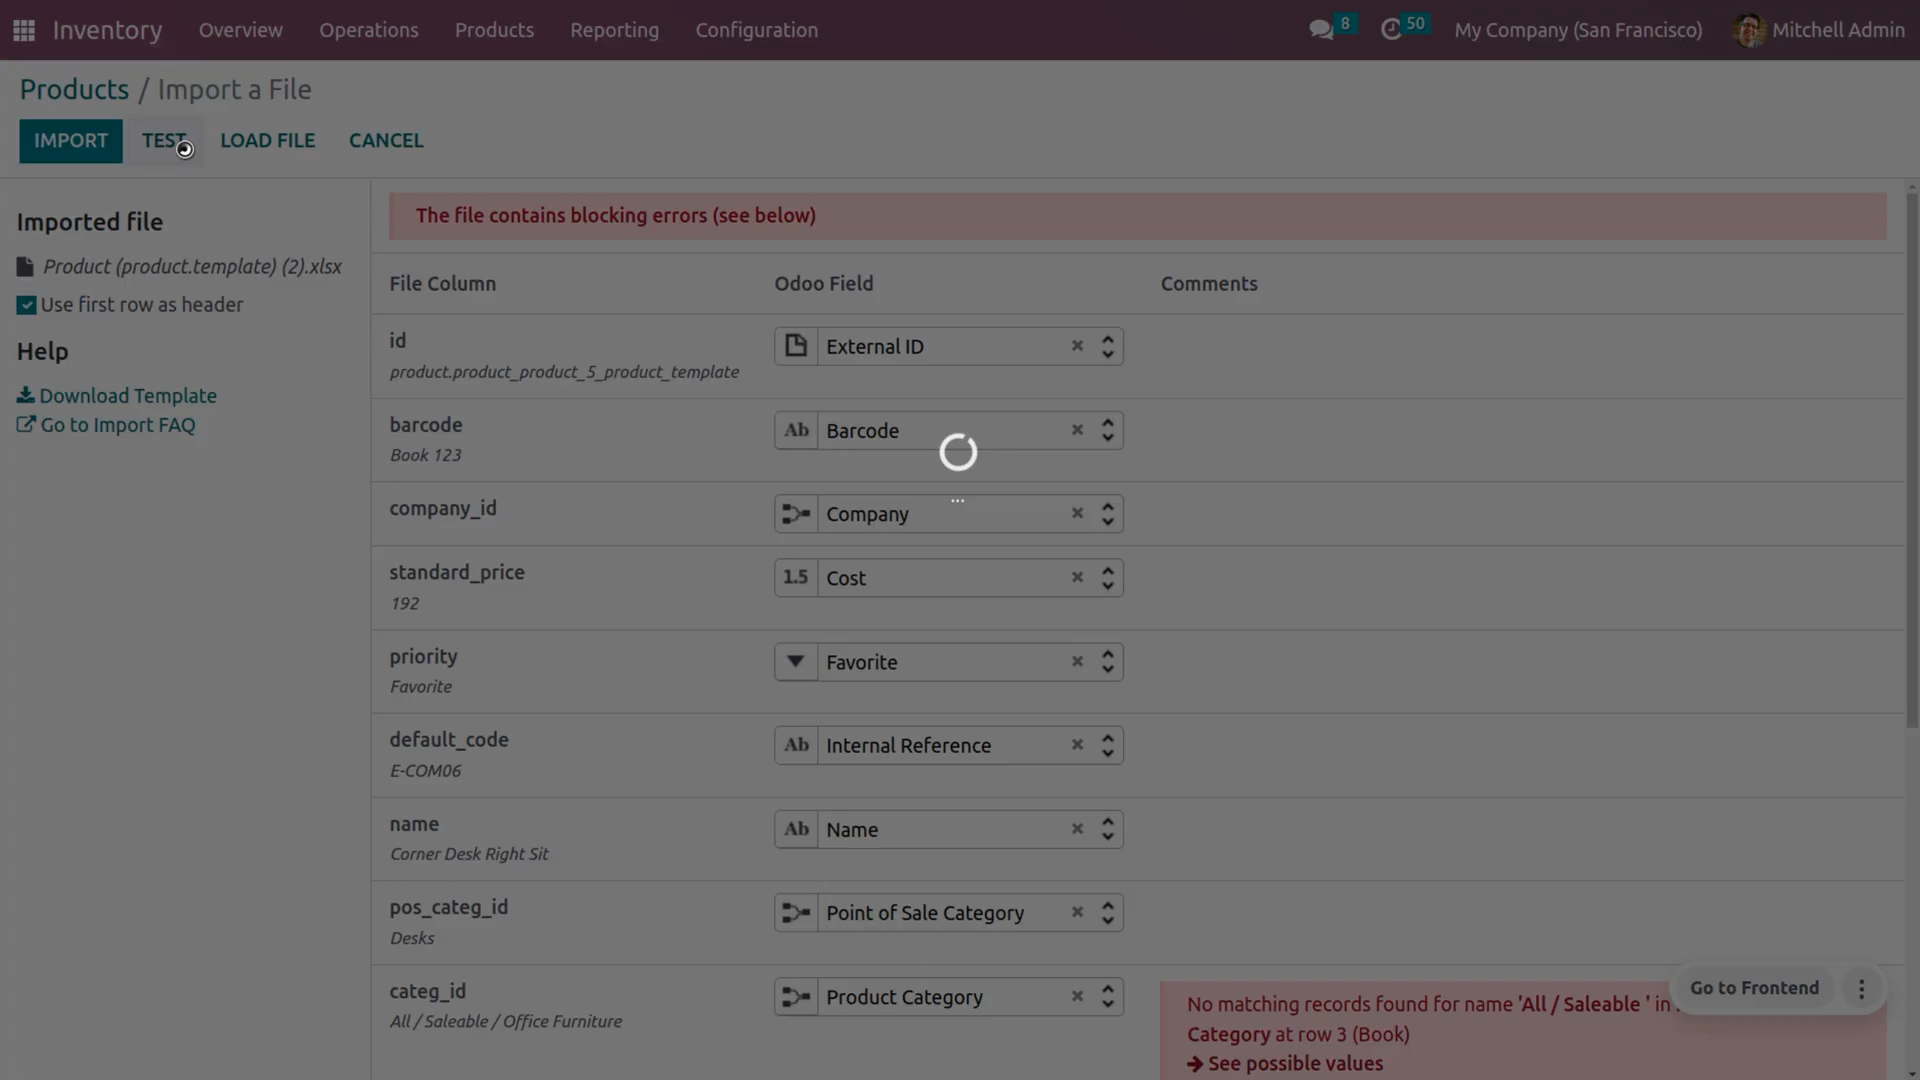 Inventory Overview Operations Products Reporting Configuration 8 50 My Company (San Francisco) Mitchell Admin
Products / Import a File
IMPORT TEST LOAD FILE CANCEL
Imported file
Product (product.template) (2).xlsx
Use first row as header
Help
Download Template
Go to Import FAQ
The file contains blocking errors (see below)
File Column Odoo Field Comments
id
External ID
product.product_product_5_product_template
barcode
Ab Barcode
Book 123
...
company_id
Company
standard_price
1.5 Cost
192
priority
Favorite
Favorite
default_code
Ab Internal Reference
E-COM06
name
Ab Name
Corner Desk Right Sit
pos_categ_id
Point of Sale Category
Desks
categ_id
Product Category
All / Saleable / Office Furniture
No matching records found for name 'All / Saleable ' in
Category at row 3 (Book)
See possible values
Go to Frontend